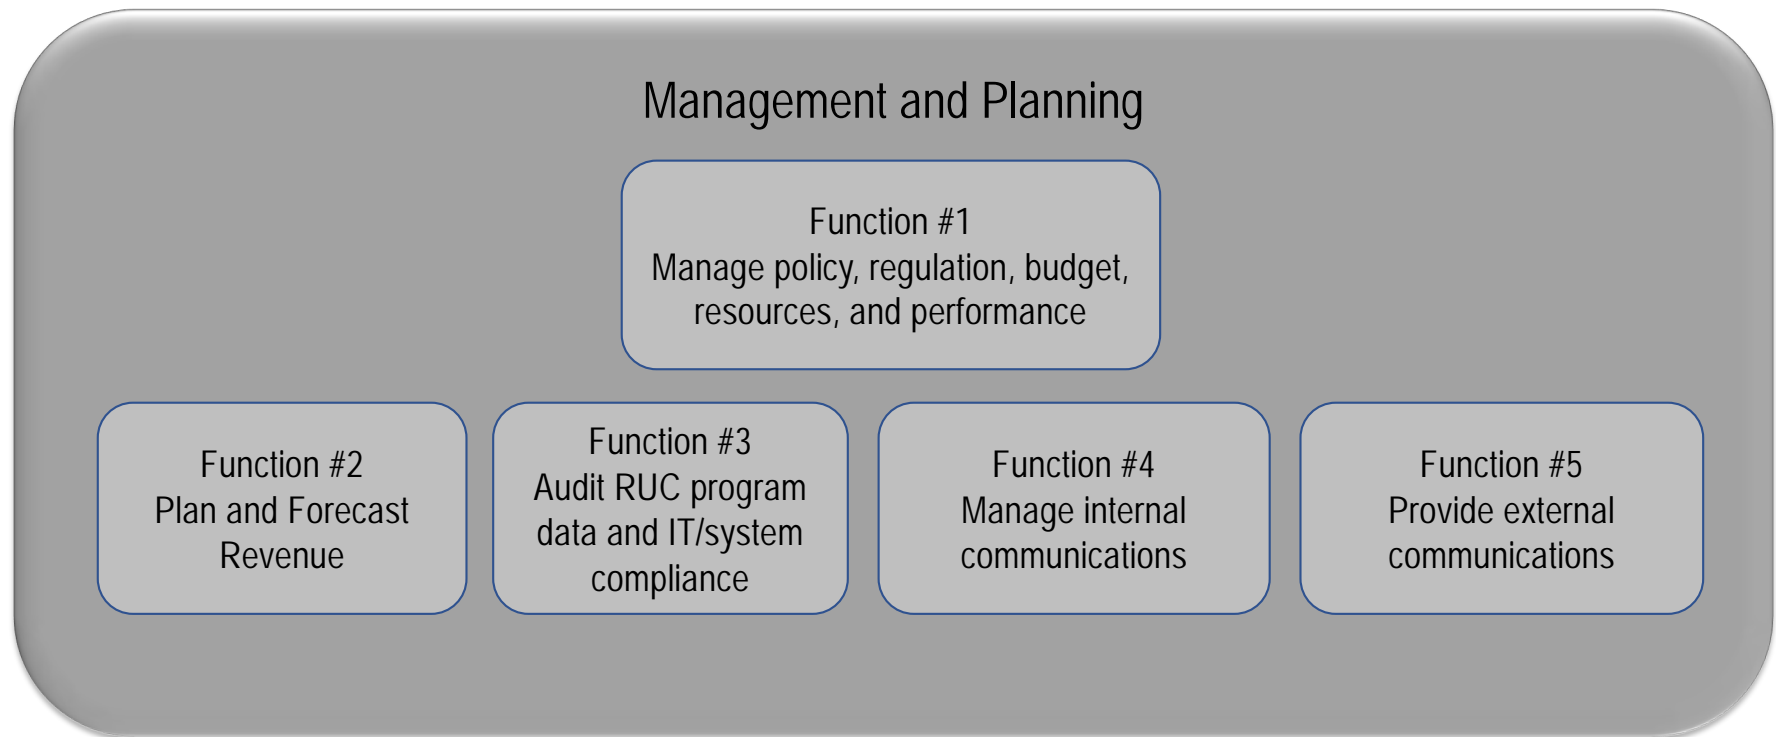 Management and Planning
Function #1
Manage policy, regulation, budget,
resources, and performance
Function #2
Plan and Forecast
Revenue
Function #3
Audit RUC program
data and IT/system
compliance
Function #4
Manage internal
communications
Function #5
Provide external
communications